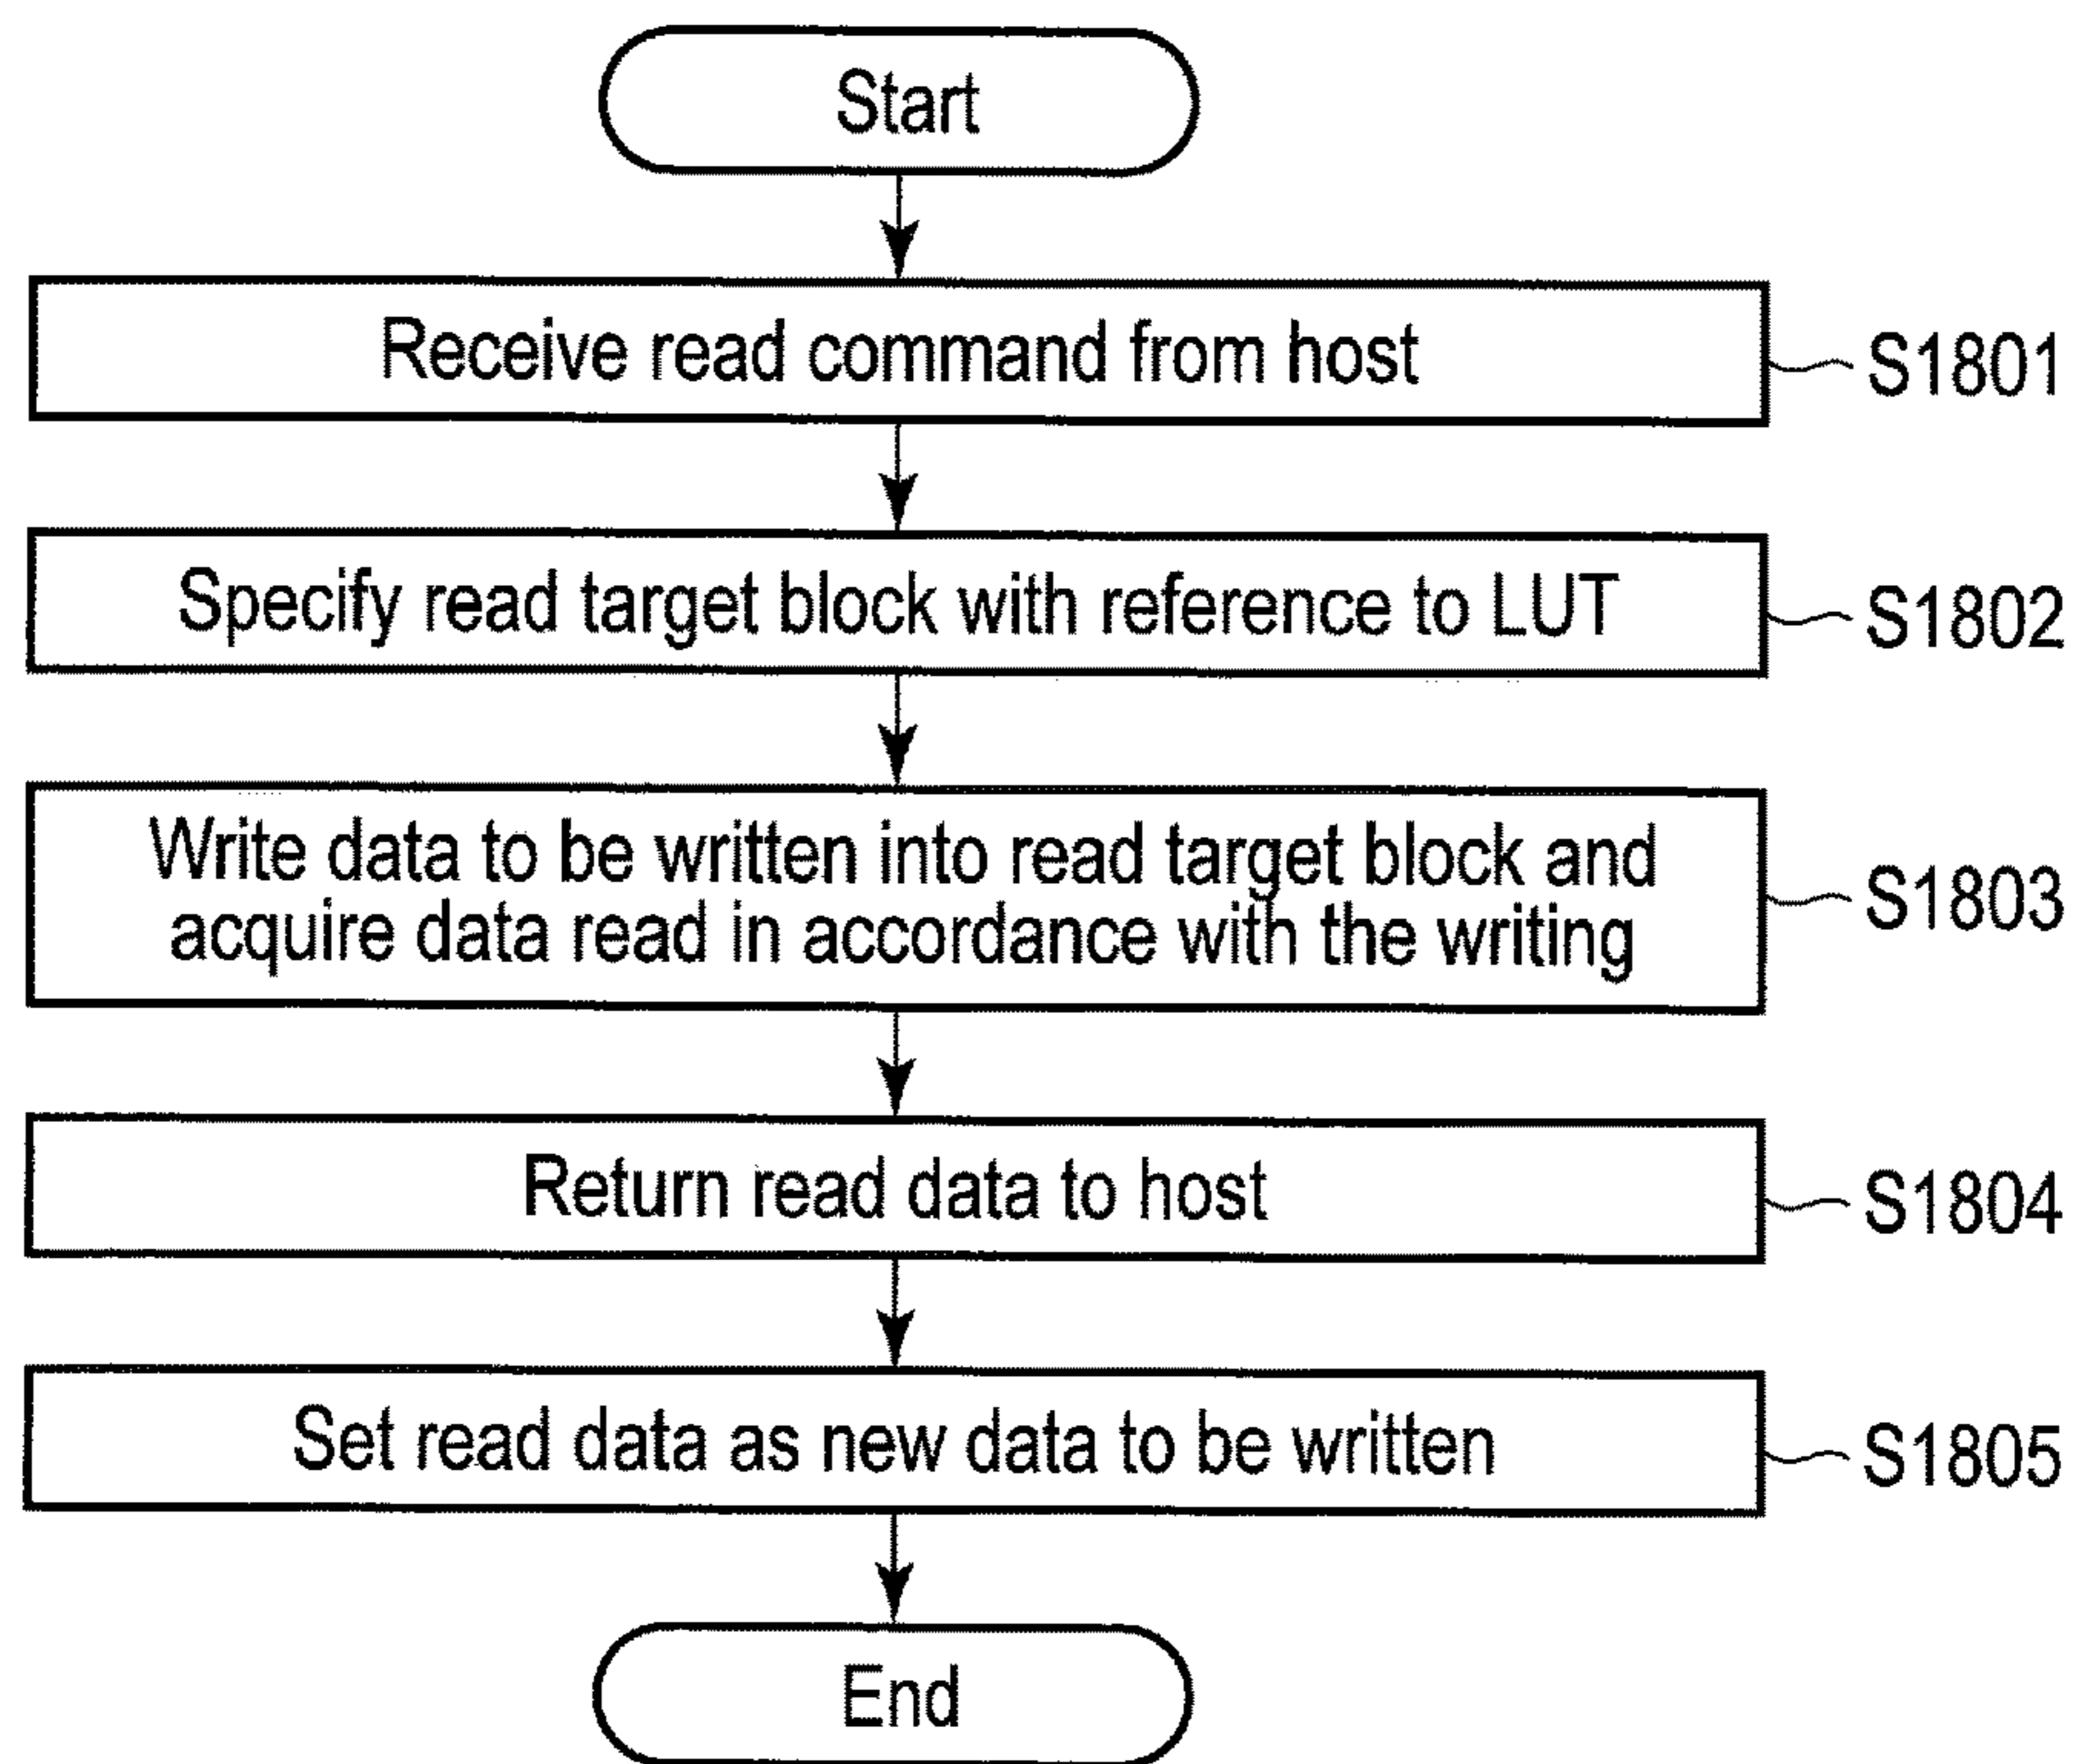 Start
Receive read command from host
S1801
Specify read target block with reference to LUT
S1802
Write data to be written into read target block and
acquire data read in accordance with the writing
S1803
Return read data to host
S1804
Set read data as new data to be written
S1805
End